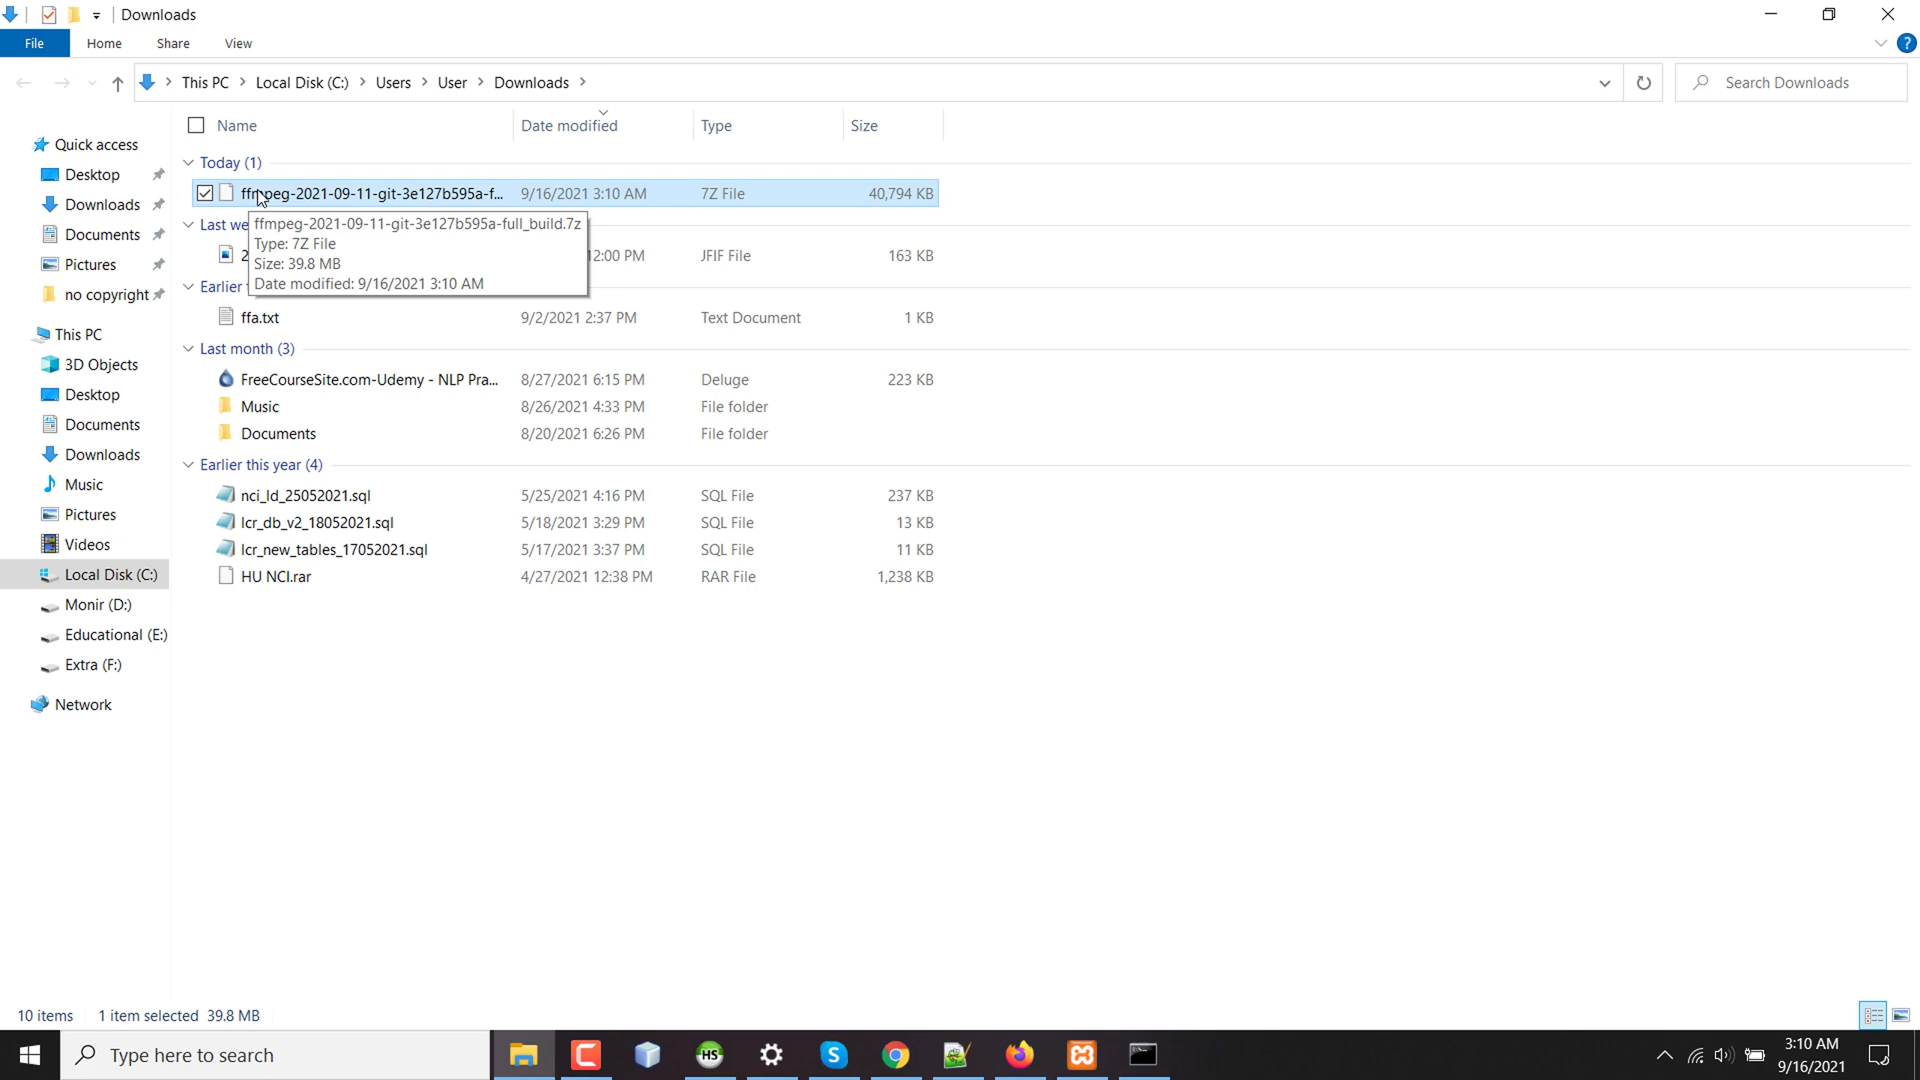 Downloads
File Home Share View
This PC Local Disk (C:) Users User Downloads Search Downloads
Name Date modified Type Size
Quick access
Desktop
Downloads
Documents
Pictures
no copyright
This PC
3D Objects
Desktop
Documents
Downloads
Music
Pictures
Videos
Local Disk (C:)
Monir (D:)
Educational (E:)
Extra (F:)
Network
Today (1)
ffmpeg-2021-09-11-git-3e127b595a-f... 9/16/2021 3:10 AM 7Z File 40,794 KB
ffmpeg-2021-09-11-git-3e127b595a-full_build.7z
Type: 7Z File
Size: 39.8 MB
Date modified: 9/16/2021 3:10 AM
Last we
2 12:00 PM JFIF File 163 KB
Earlier
ffa.txt 9/2/2021 2:37 PM Text Document 1 KB
Last month (3)
FreeCourseSite.com-Udemy - NLP Pra... 8/27/2021 6:15 PM Deluge 223 KB
Music 8/26/2021 4:33 PM File folder
Documents 8/20/2021 6:26 PM File folder
Earlier this year (4)
nci_ld_25052021.sql 5/25/2021 4:16 PM SQL File 237 KB
lcr_db_v2_18052021.sql 5/18/2021 3:29 PM SQL File 13 KB
lcr_new_tables_17052021.sql 5/17/2021 3:37 PM SQL File 11 KB
HU NCI.rar 4/27/2021 12:38 PM RAR File 1,238 KB
10 items 1 item selected 39.8 MB
Type here to search
HS
3:10 AM
9/16/2021